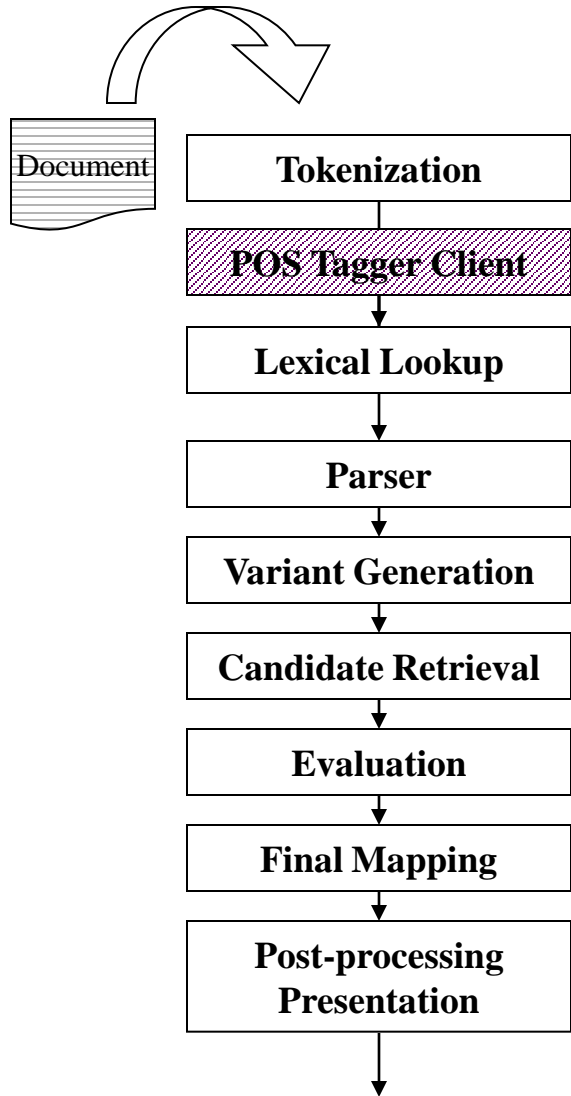 Document
Tokenization
POS Tagger Client
Lexical Lookup
Parser
Variant Generation
Candidate Retrieval
Evaluation
Final Mapping
Post-processing
Presentation